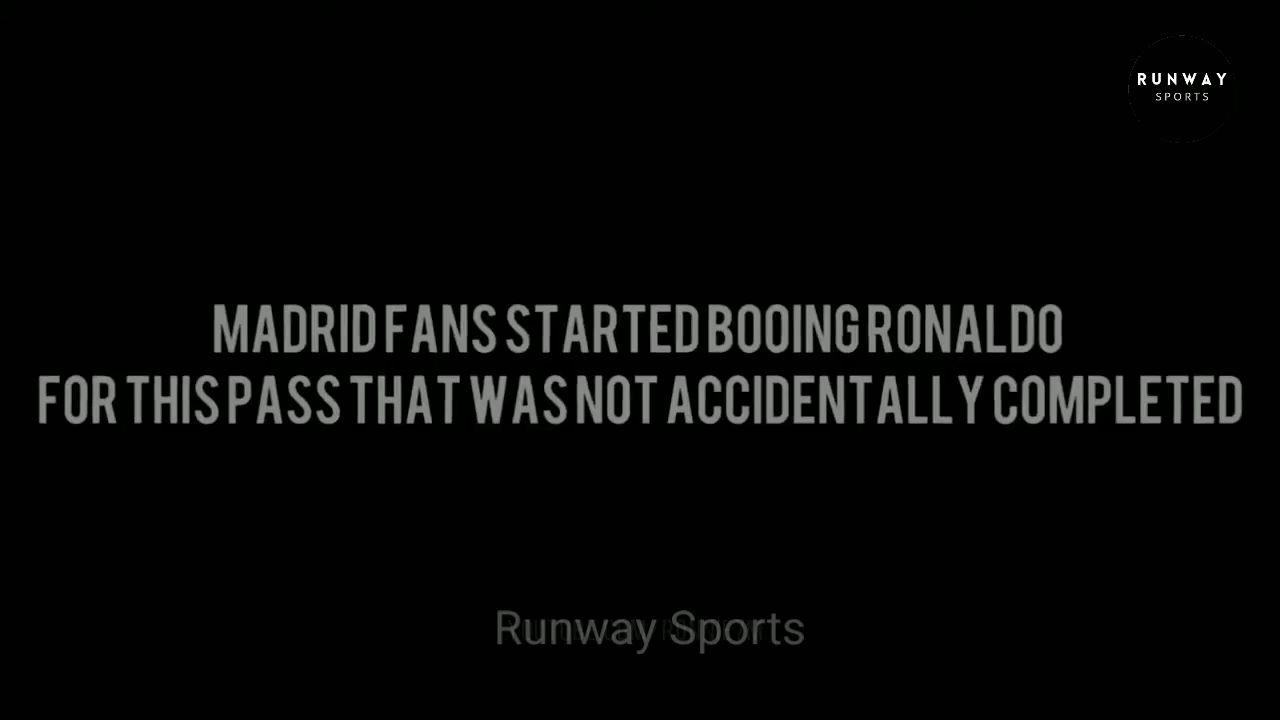 RUNWAY
SPORTS
MADRID FANS STARTED BOOING RONALDO
FOR THIS PASS THAT WAS NOT ACCIDENTALLY COMPLETED
Runway Sports